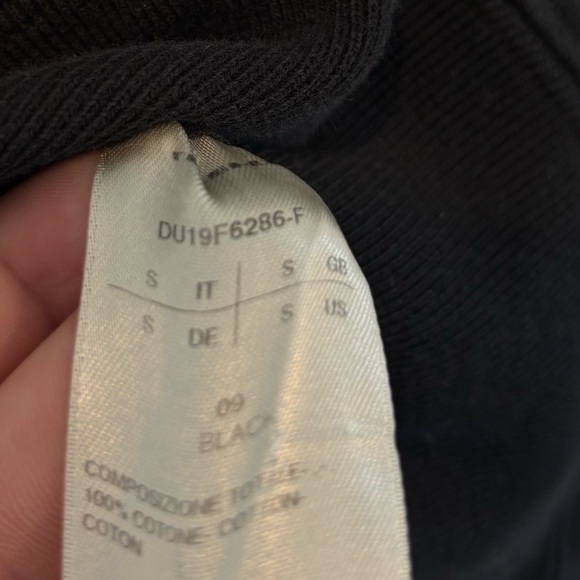 DU19F6286-F
S IT S GB
S DE S US
09
BLACK
COMPOSIZIONE TOTALE-
100% COTONE COTTON-
COTON